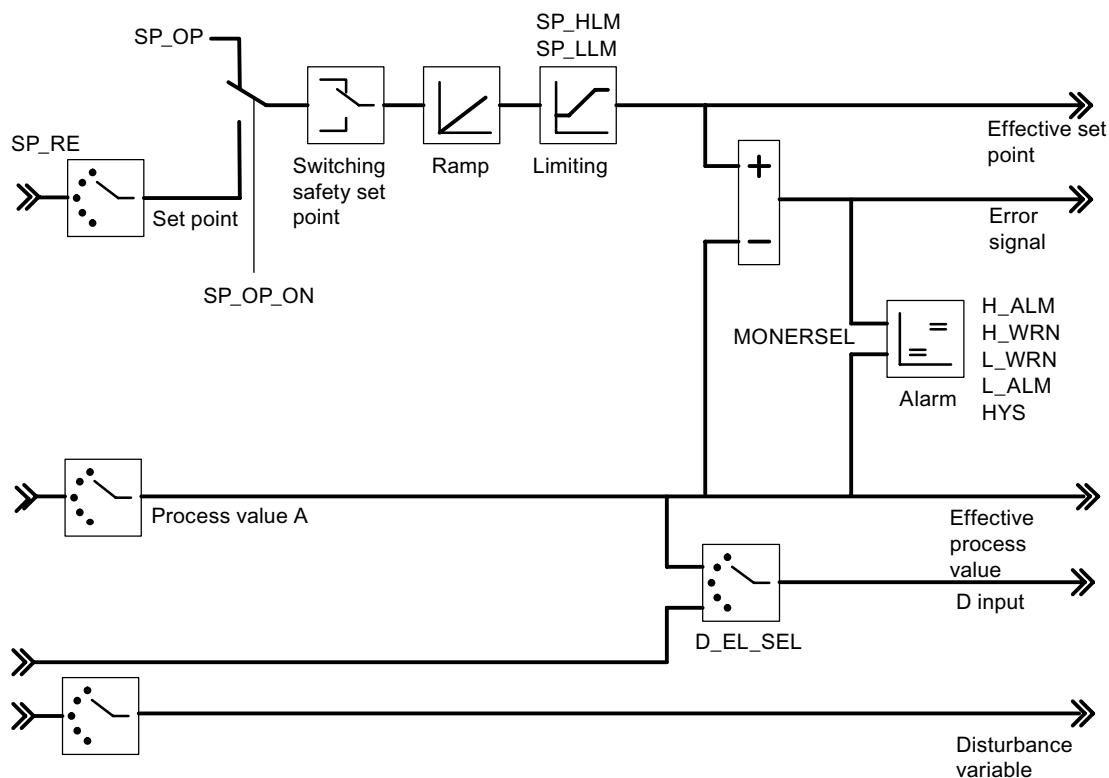 SP_OP
SP_HLM
SP_LLM
SP_RE
Set point
Switching
safety set
point
Ramp
Limiting
Effective set
point
Error
signal
SP_OP_ON
MONERSEL
H_ALM
H_WRN
L_WRN
L_ALM
HYS
Alarm
Process value A
Effective
process
value
D input
D_EL_SEL
Disturbance
variable